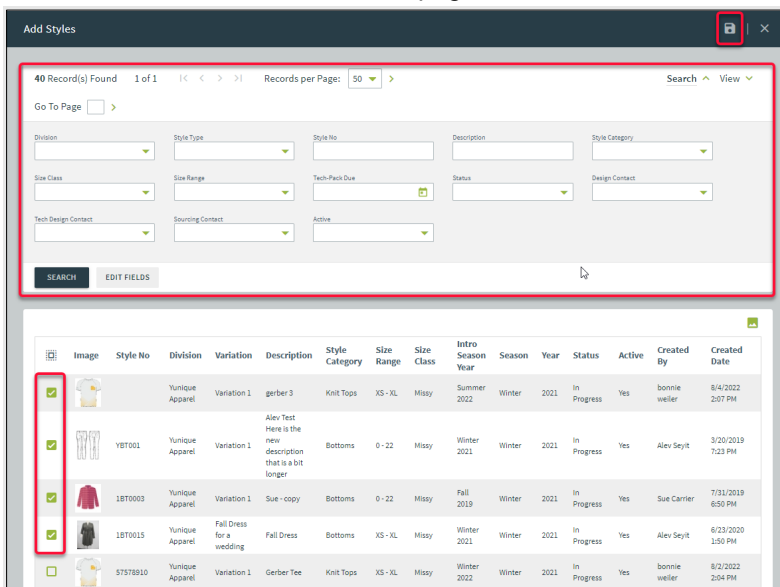 Add Styles
40 Record(s) Found 1 of 1 Records per Page: 50 Search View
Go To Page
Division Style Type Style No Description Style Category
Size Class Size Range Tech-Pack Due Status Design Contact
Tech Design Contact Sourcing Contact Active
SEARCH EDIT FIELDS
Image Style No Division Variation Description Style Category Size Range Size Class Intro Season Year Season Year Status Active Created By Created Date
Yunique Apparel Variation 1 gerber 3 Knit Tops XS - XL Missy Summer 2022 Winter 2021 In Progress Yes bonnie weiler 8/4/2022 2:07 PM
YBT001 Yunique Apparel Variation 1 Alev Test Here is the new description that is a bit longer Bottoms 0 - 22 Missy Winter 2021 Winter 2021 In Progress Yes Alev Seyit 3/20/2019 7:23 PM
1BT0003 Yunique Apparel Variation 1 Sue - copy Bottoms 0 - 22 Missy Fall 2019 Winter 2021 In Progress Yes Sue Carrier 7/31/2019 6:50 PM
1BT0015 Yunique Apparel Fall Dress for a wedding Fall Dress Bottoms XS - XL Missy Winter 2021 Winter 2021 In Progress Yes Alev Seyit 6/23/2020 1:50 PM
S7578910 Yunique Apparel Variation 1 Gerber Tee Knit Tops XS - XL Missy Winter 2022 Winter 2021 In Progress Yes bonnie weiler 8/2/2022 2:04 PM